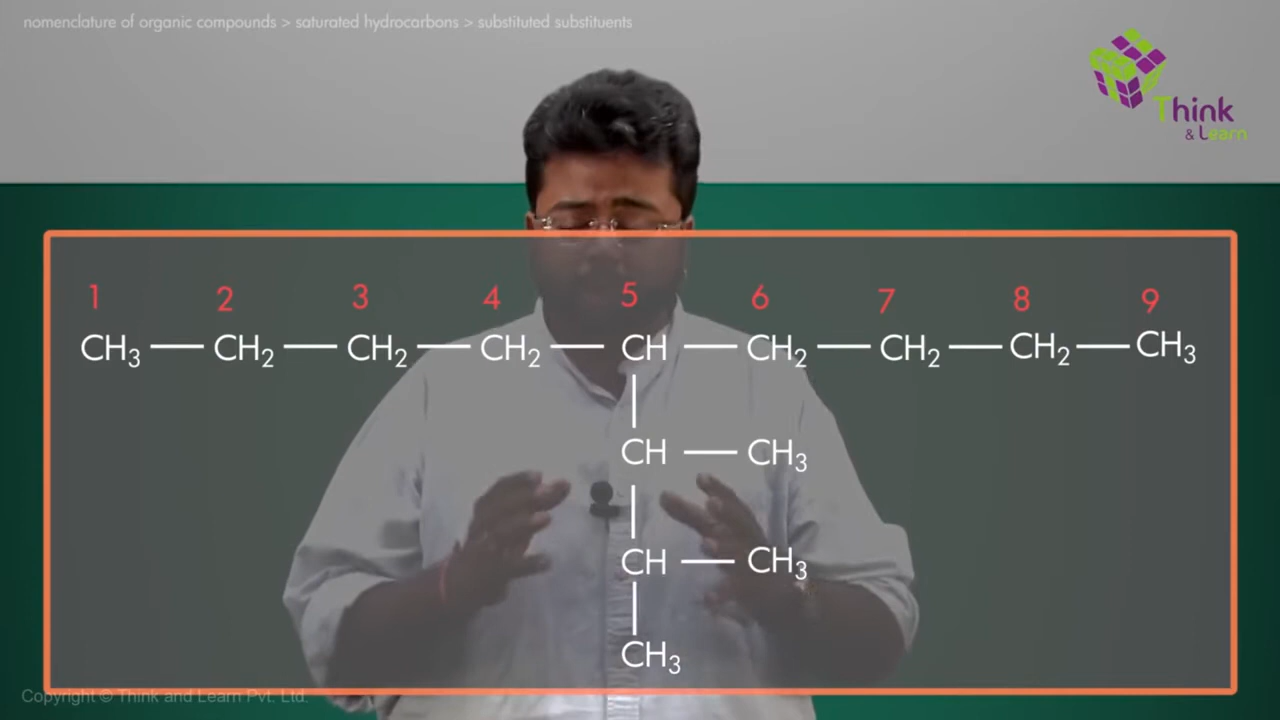 nomenclature of organic compounds > saturated hydrocarbons > substituted substituents
Think
& Learn
1 2 3 4 5 6 7 8 9
CH₃ — CH₂ — CH₂ — CH₂ — CH — CH₂ — CH₂ — CH₂ — CH₃
CH — CH₃
CH — CH₃
CH₃
Copyright © Think and Learn Pvt. Ltd.